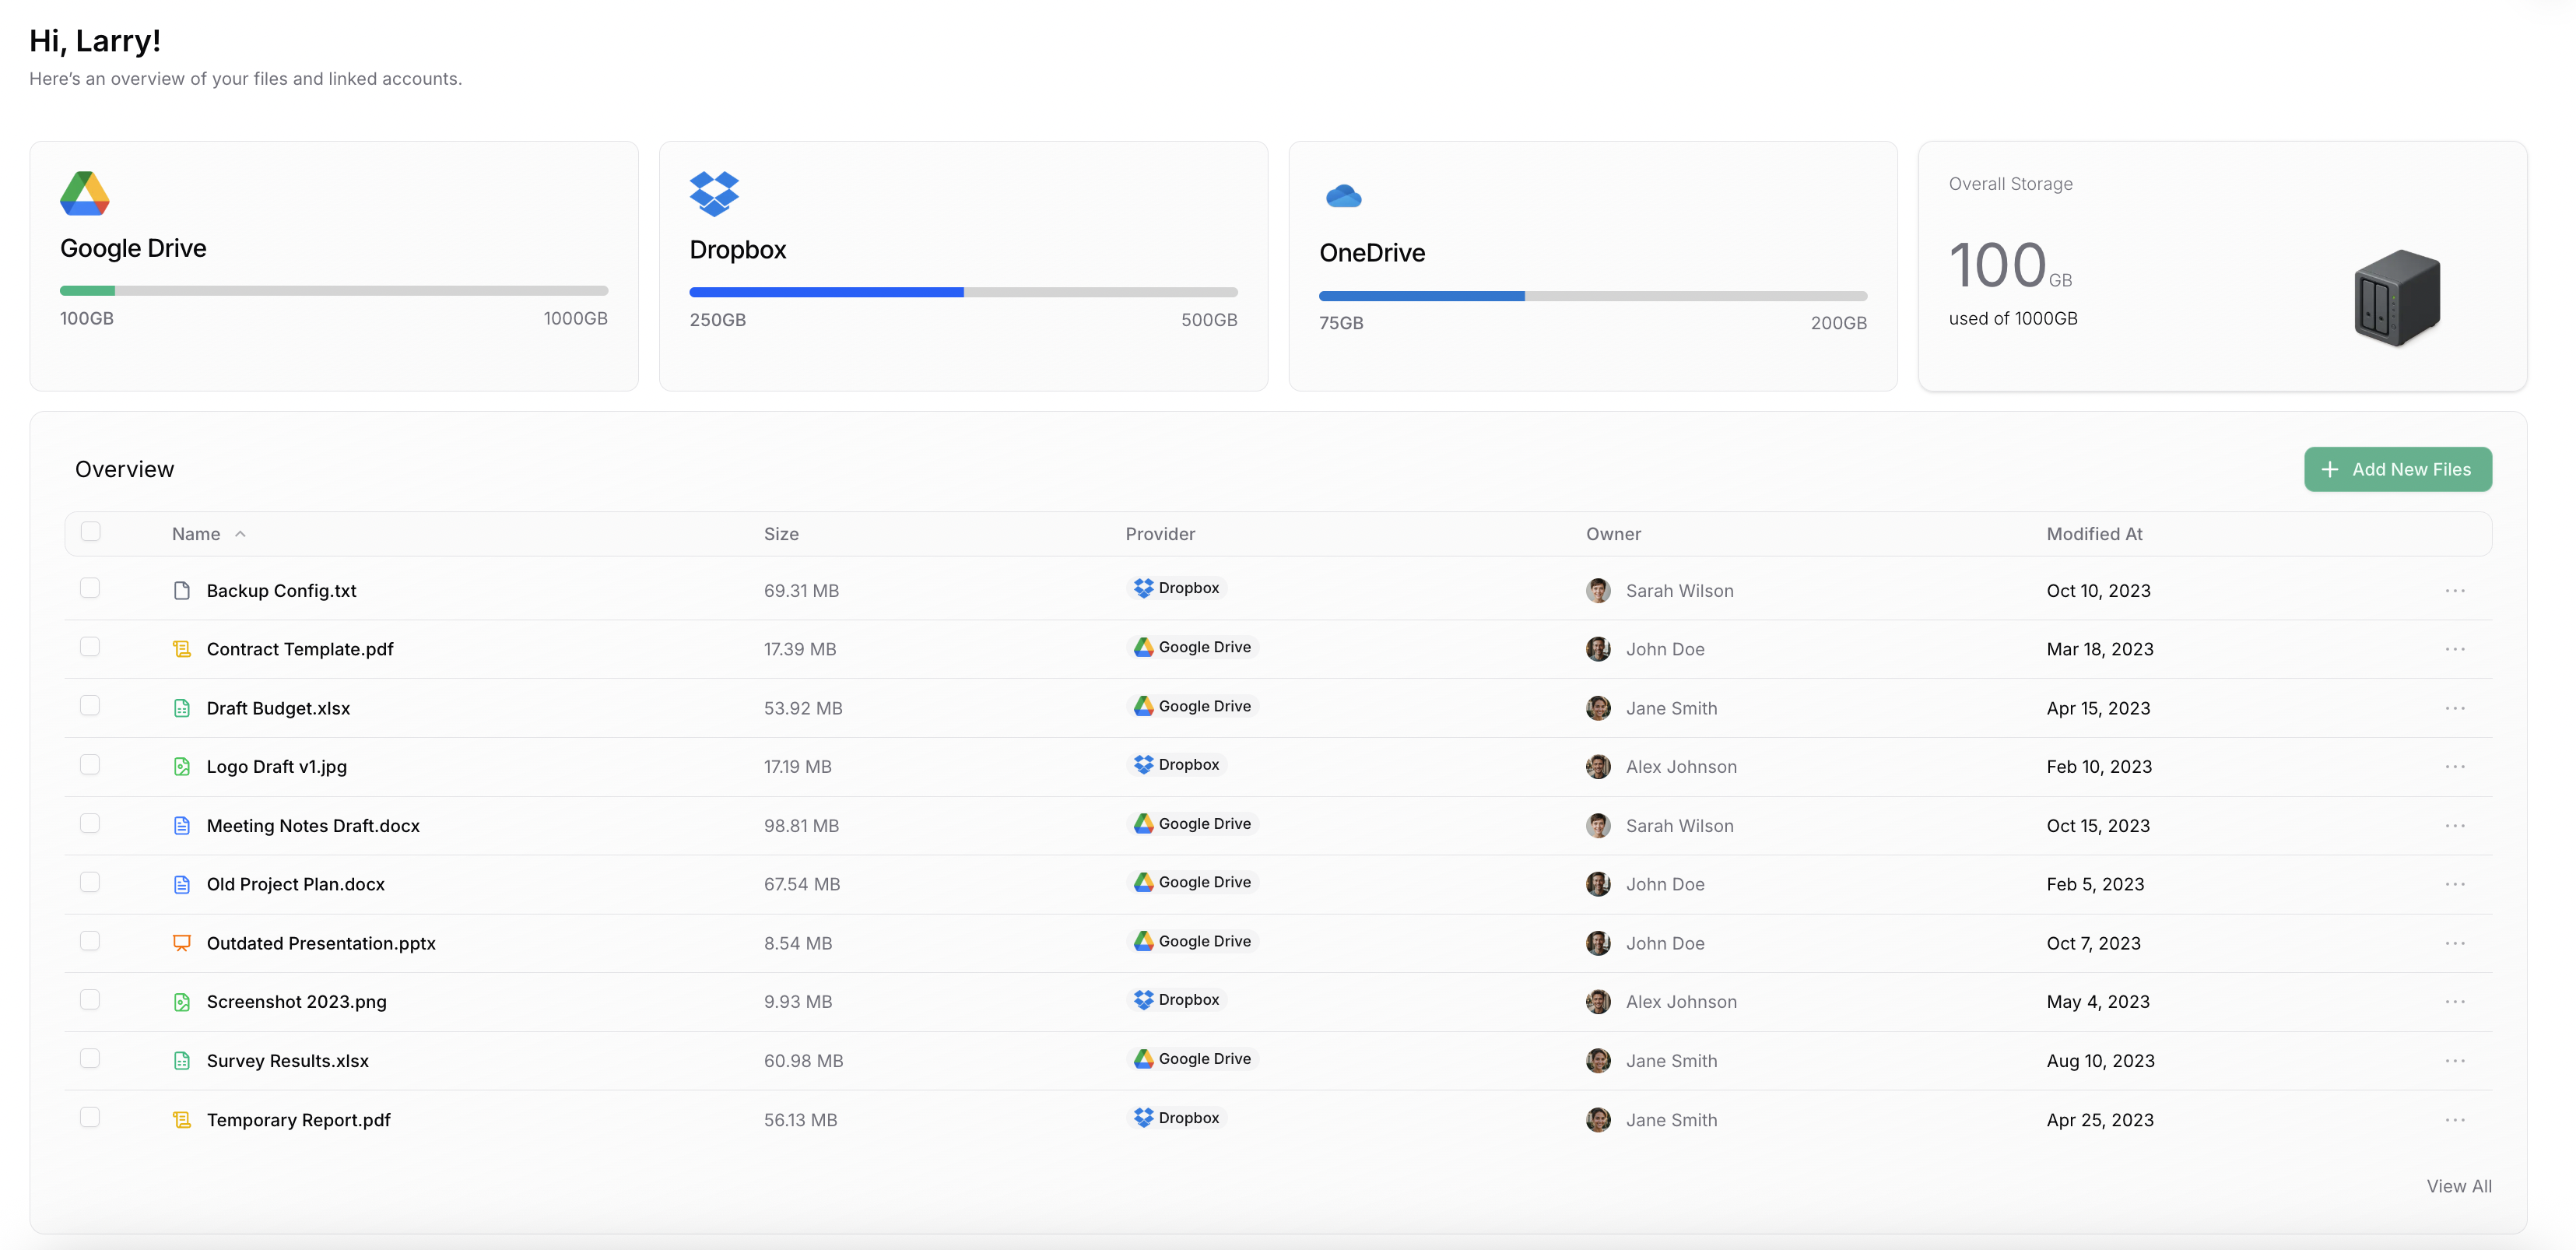 Hi, Larry!
Here's an overview of your files and linked accounts.
Google Drive
100GB 1000GB
Dropbox
250GB 500GB
OneDrive
75GB 200GB
Overall Storage
100GB
used of 1000GB
Overview
+ Add New Files
Name Size Provider Owner Modified At
Backup Config.txt 69.31 MB Dropbox Sarah Wilson Oct 10, 2023 ...
Contract Template.pdf 17.39 MB Google Drive John Doe Mar 18, 2023 ...
Draft Budget.xlsx 53.92 MB Google Drive Jane Smith Apr 15, 2023 ...
Logo Draft v1.jpg 17.19 MB Dropbox Alex Johnson Feb 10, 2023 ...
Meeting Notes Draft.docx 98.81 MB Google Drive Sarah Wilson Oct 15, 2023 ...
Old Project Plan.docx 67.54 MB Google Drive John Doe Feb 5, 2023 ...
Outdated Presentation.pptx 8.54 MB Google Drive John Doe Oct 7, 2023 ...
Screenshot 2023.png 9.93 MB Dropbox Alex Johnson May 4, 2023 ...
Survey Results.xlsx 60.98 MB Google Drive Jane Smith Aug 10, 2023 ...
Temporary Report.pdf 56.13 MB Dropbox Jane Smith Apr 25, 2023 ...
View All